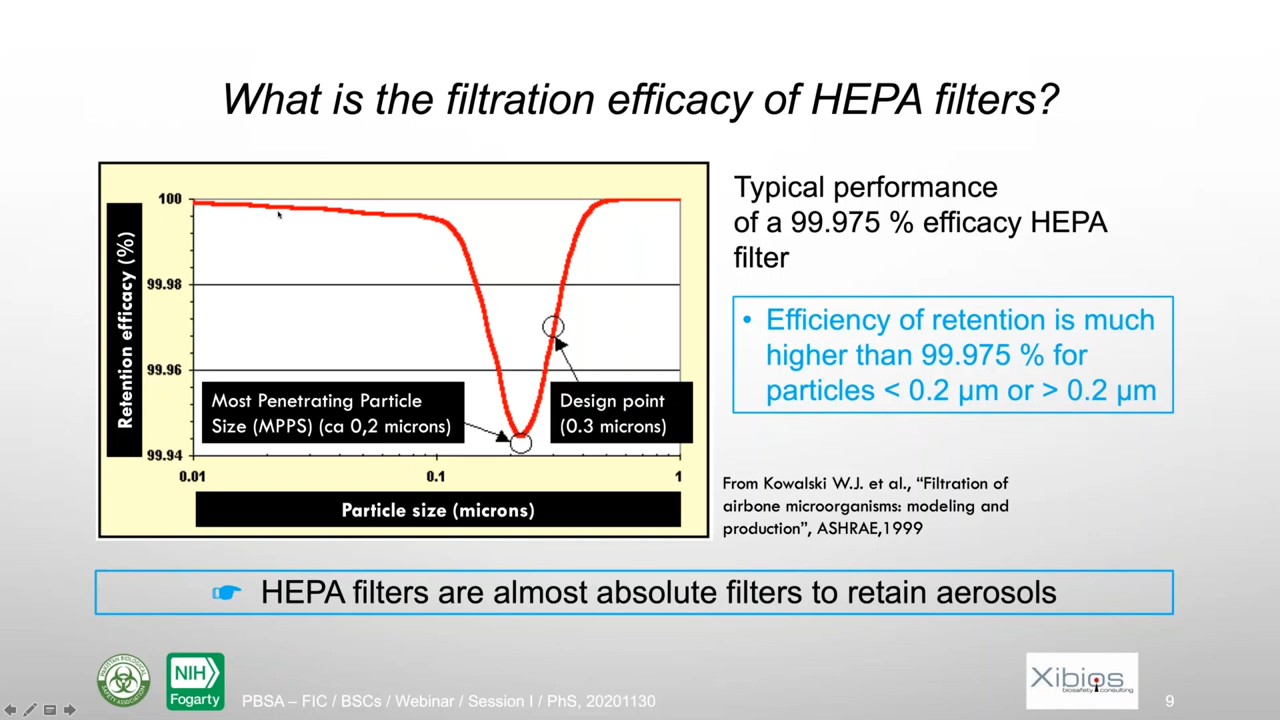 What is the filtration efficacy of HEPA filters?
Retention efficacy (%)
100
99.98
99.96
99.94
Most Penetrating Particle
Size (MPPS) (ca 0,2 microns)
Design point
(0.3 microns)
0.01
0.1
1
Particle size (microns)
Typical performance
of a 99.975 % efficacy HEPA
filter
• Efficiency of retention is much
higher than 99.975 % for
particles < 0.2 µm or > 0.2 µm
From Kowalski W.J. et al., “Filtration of
airbone microorganisms: modeling and
production”, ASHRAE,1999
☛ HEPA filters are almost absolute filters to retain aerosols
PAKISTAN BIOLOGICAL
SAFETY ASSOCIATION
NIH
Fogarty
PBSA – FIC / BSCs / Webinar / Session I / PhS, 20201130
Xibios
biosafety consulting
9